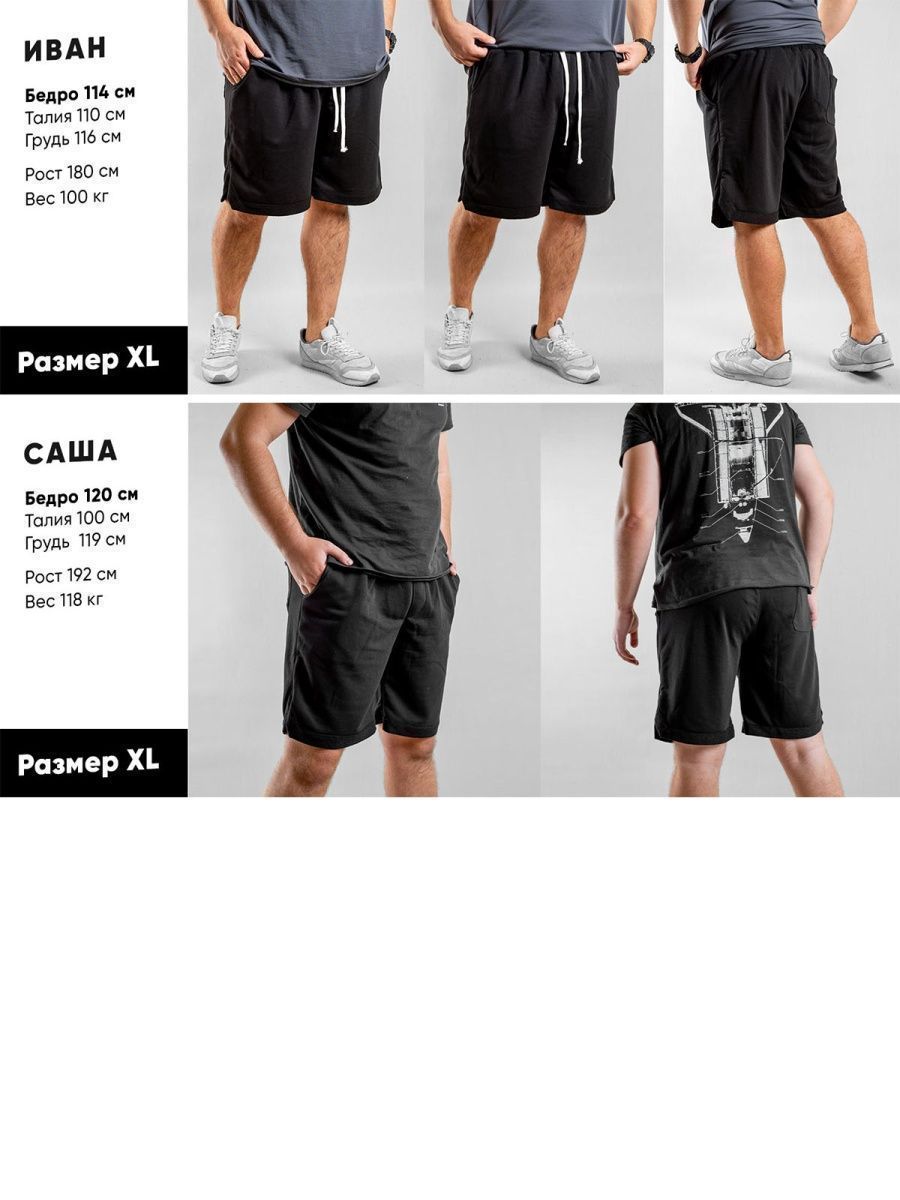 ИВАН
Бедро 114 см
Талия 110 см
Грудь 116 см
Рост 180 см
Вес 100 кг
Размер XL
САША
Бедро 120 см
Талия 100 см
Грудь 119 см
Рост 192 см
Вес 118 кг
Размер XL